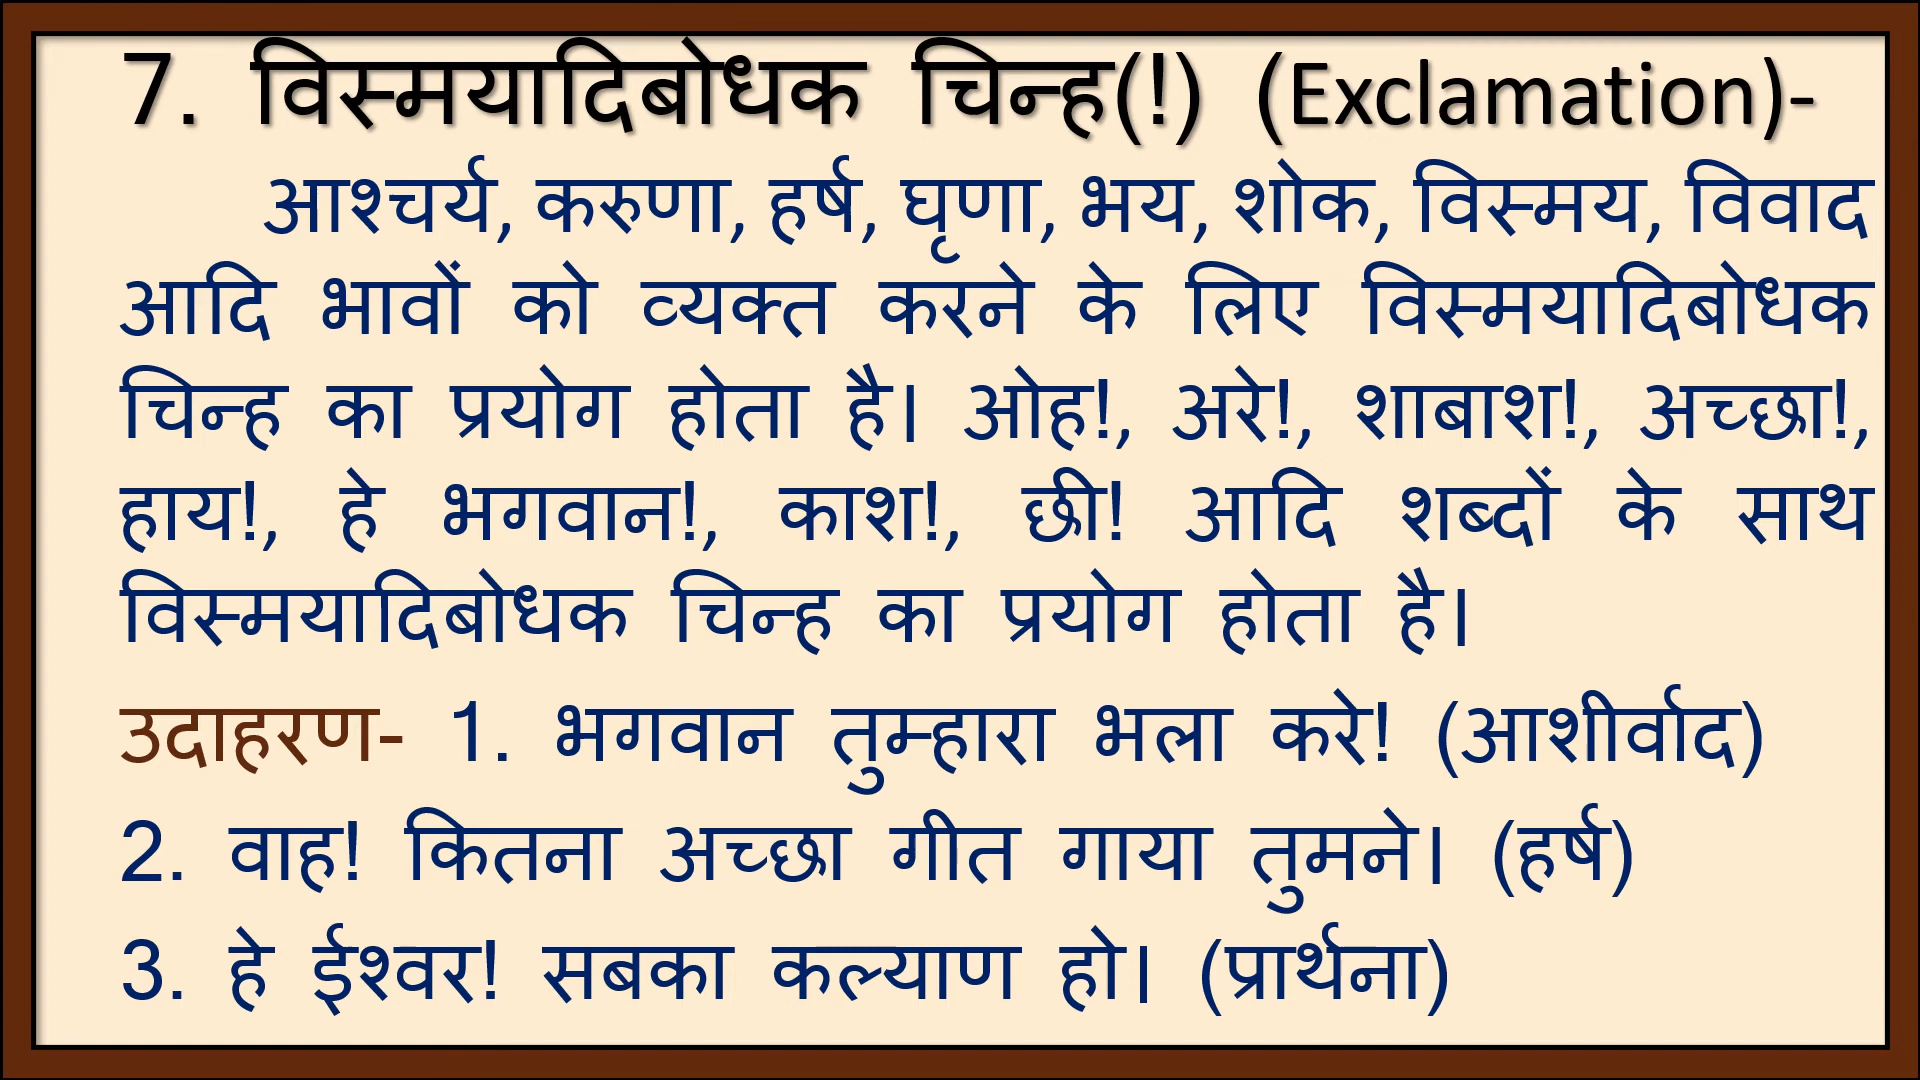 7. विस्मयादिबोधक चिन्ह(!) (Exclamation)-
आश्चर्य, करुणा, हर्ष, घृणा, भय, शोक, विस्मय, विवाद
आदि भावों को व्यक्त करने के लिए विस्मयादिबोधक
चिन्ह का प्रयोग होता है। ओह!, अरे!, शाबाश!, अच्छा!,
हाय!, हे भगवान!, काश!, छी! आदि शब्दों के साथ
विस्मयादिबोधक चिन्ह का प्रयोग होता है।
उदाहरण- 1. भगवान तुम्हारा भला करे! (आशीर्वाद)
2. वाह! कितना अच्छा गीत गाया तुमने। (हर्ष)
3. हे ईश्वर! सबका कल्याण हो। (प्रार्थना)